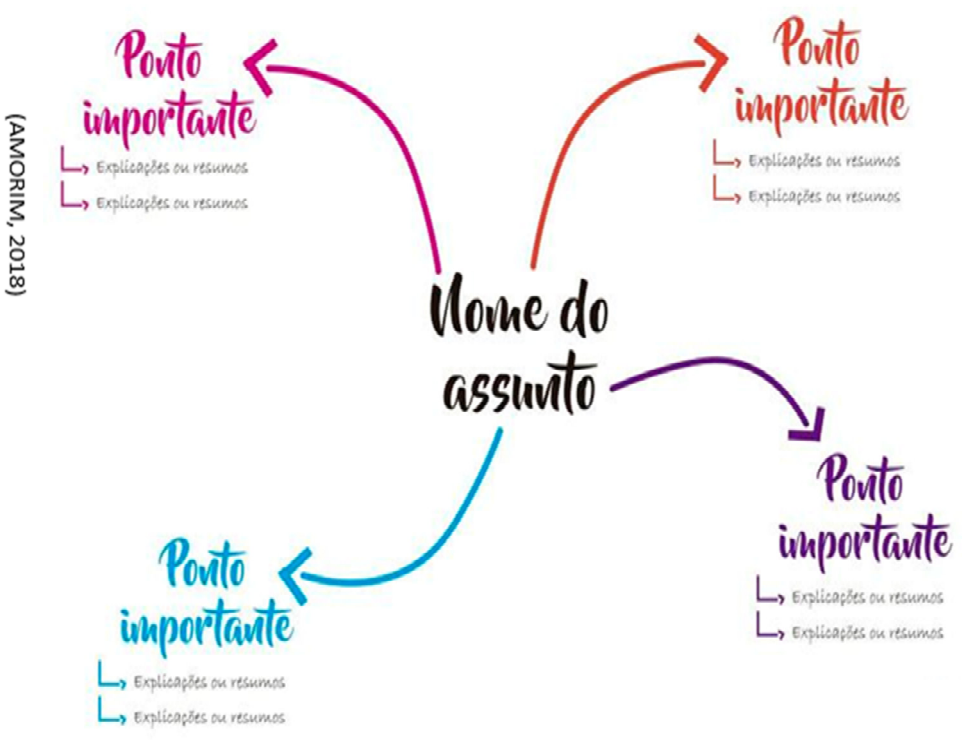 Ponto
importante
Explicações ou resumos
Explicações ou resumos
Ponto
importante
Explicações ou resumos
Explicações ou resumos
(AMORIM, 2018)
Nome do
assunto
Ponto
importante
Explicações ou resumos
Explicações ou resumos
Ponto
importante
Explicações ou resumos
Explicações ou resumos